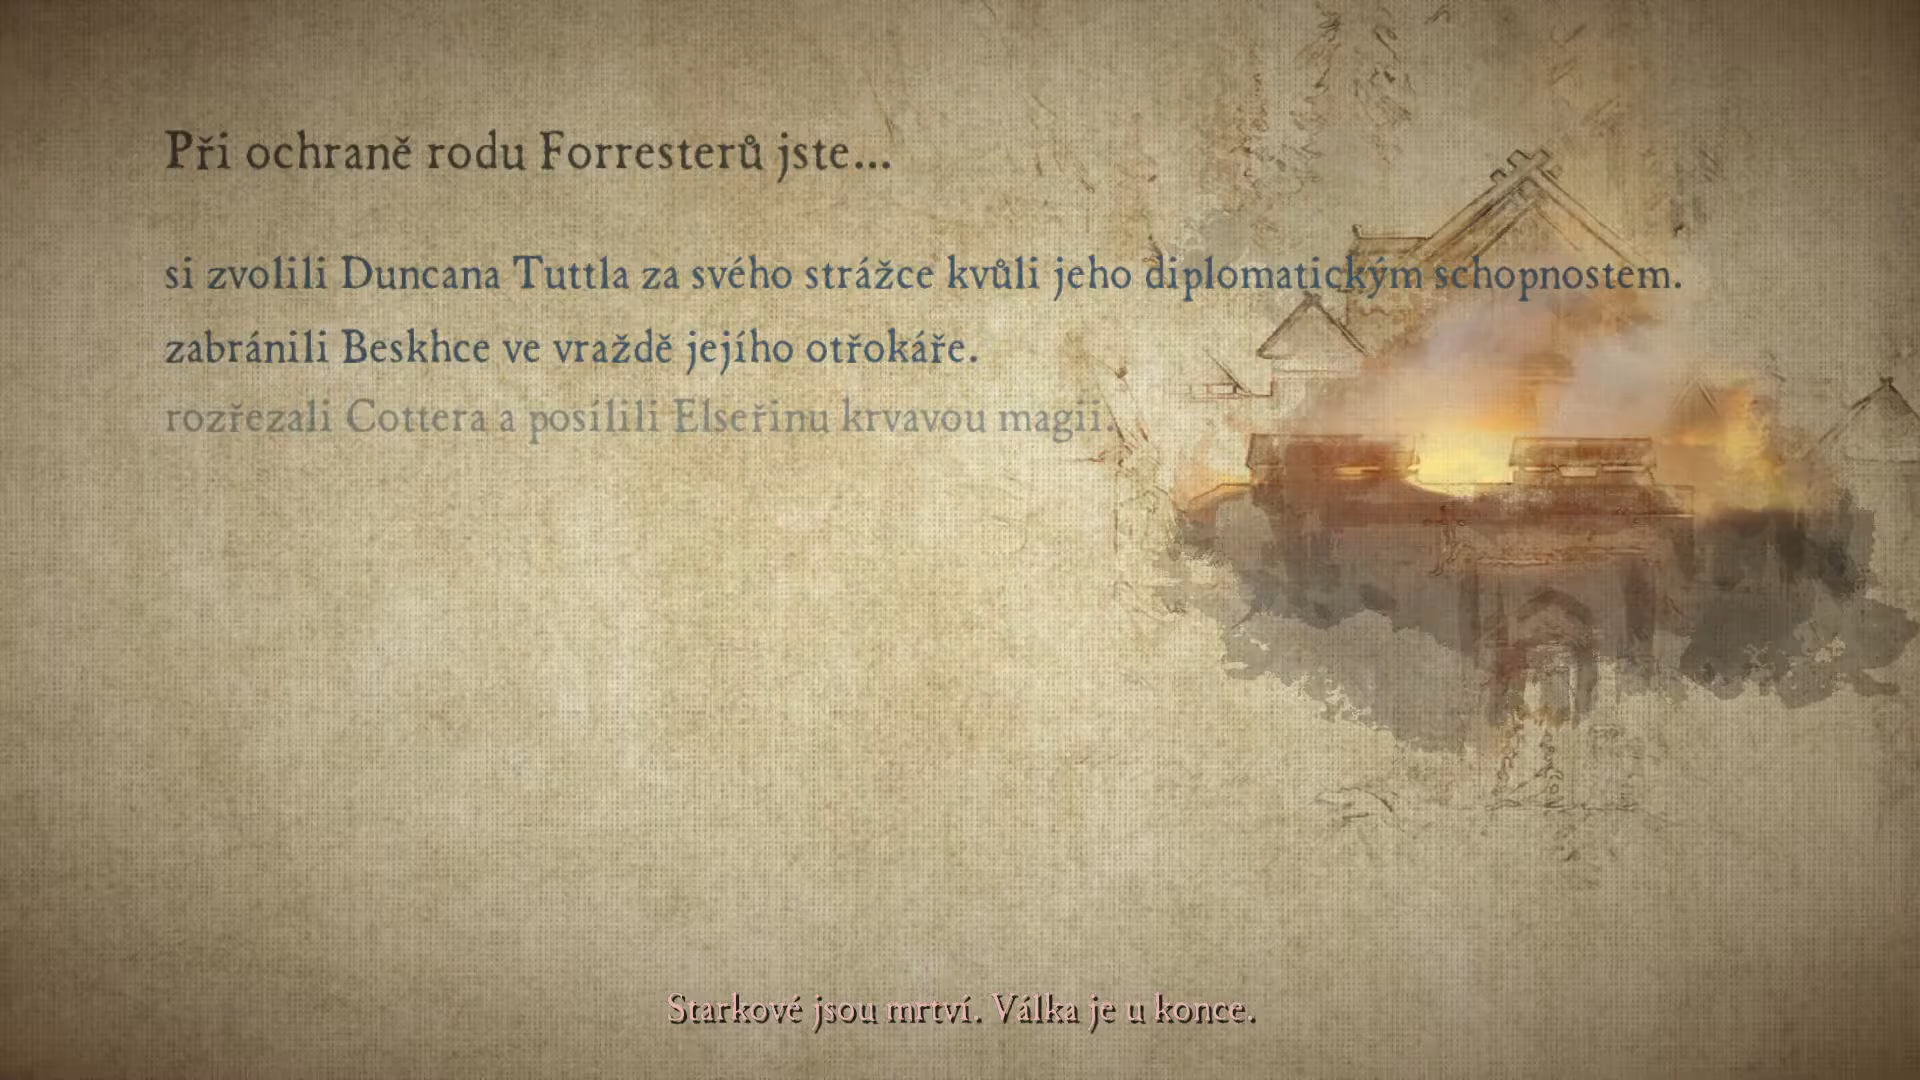 Při ochraně rodu Forresterů jste...
si zvolili Duncana Tuttla za svého strážce kvůli jeho diplomatickým schopnostem.
zabránili Beskhce ve vraždě jejího otřokáře.
rozřezali Cottera a posílili Elseřinu krvavou magii.
Starkové jsou mrtví. Válka je u konce.